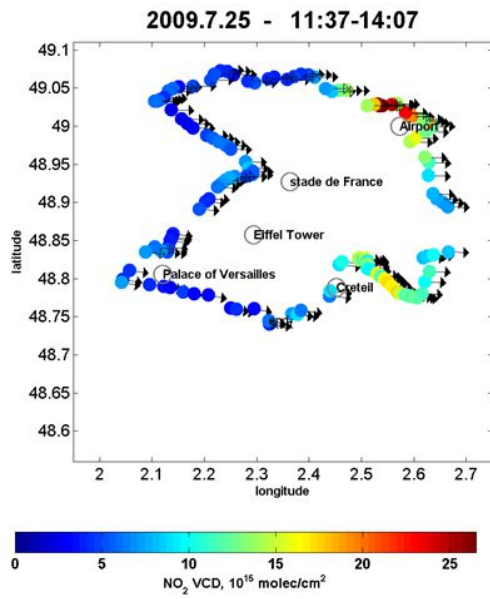 2009.7.25 - 11:37-14:07
49.1
49.05
49
48.95
48.9
48.85
48.8
48.75
48.7
48.65
48.6
latitude
Airport
stade de France
Eiffel Tower
Palace of Versailles
Creteil
2 2.1 2.2 2.3 2.4 2.5 2.6 2.7
longitude
0 5 10 15 20 25
NO₂ VCD, 10¹⁵ molec/cm²